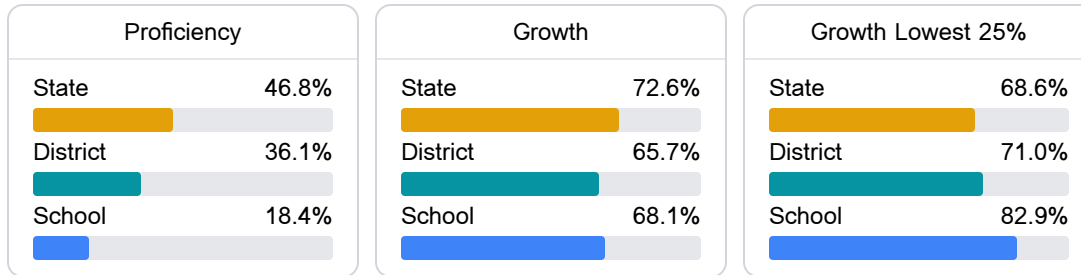 Proficiency
State 46.8%
District 36.1%
School 18.4%
Growth
State 72.6%
District 65.7%
School 68.1%
Growth Lowest 25%
State 68.6%
District 71.0%
School 82.9%